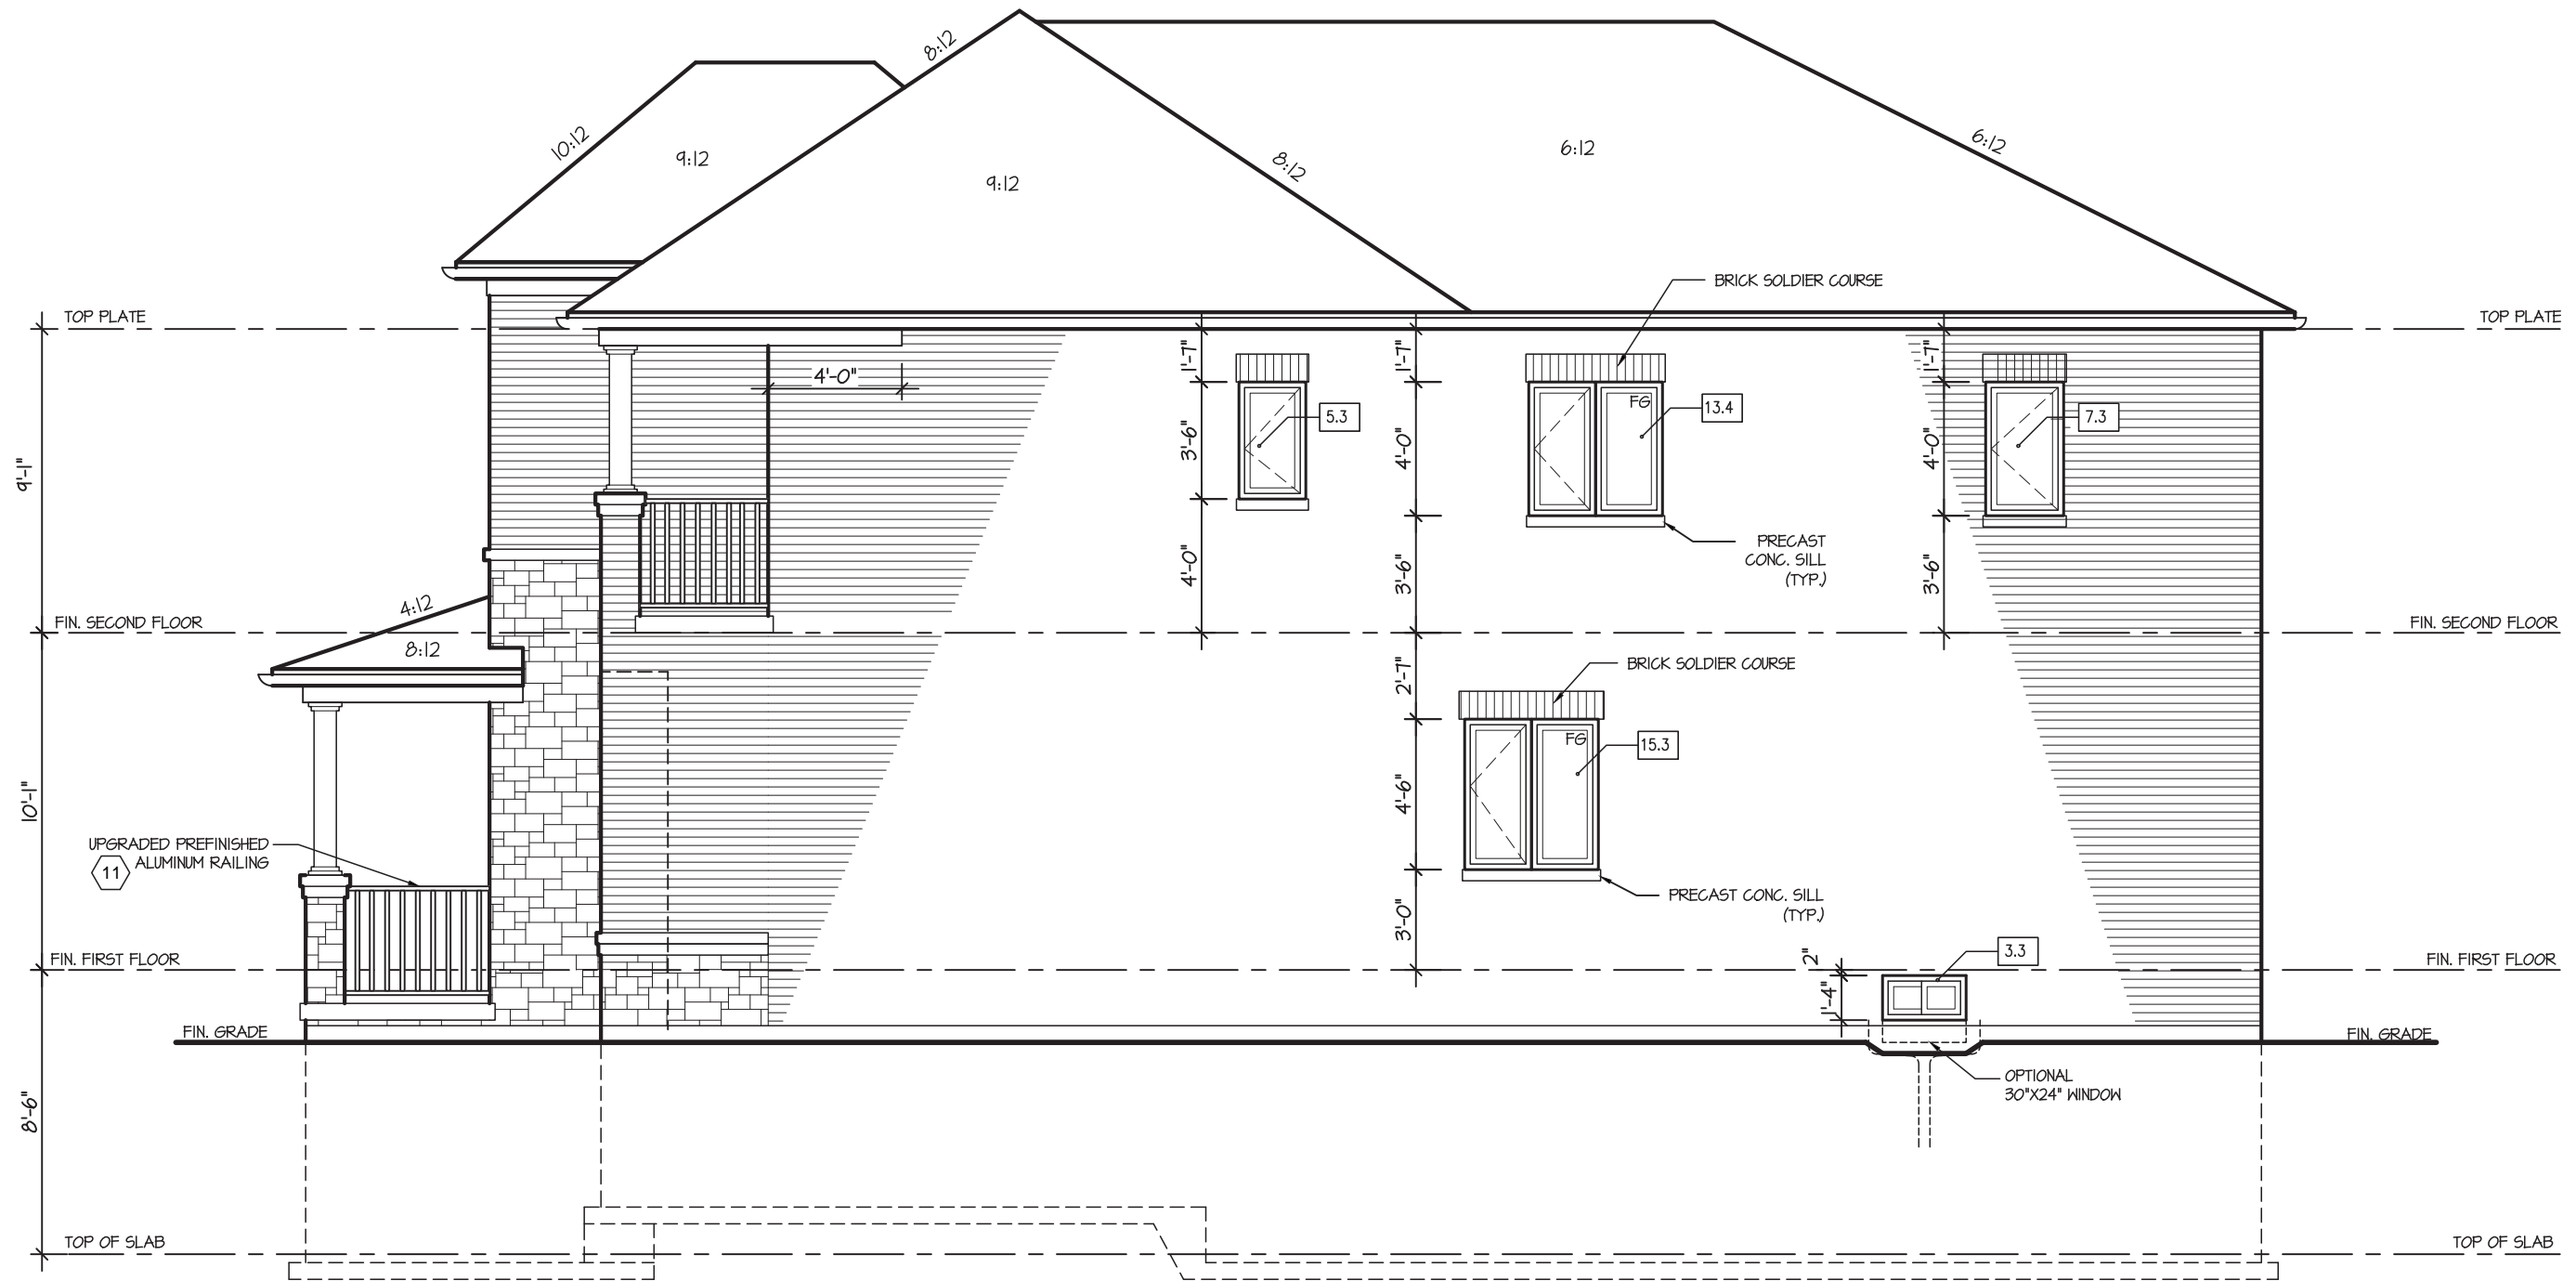 8:12
10:12
9:12
9:12
8:12
6:12
6:12
BRICK SOLDIER COURSE
TOP PLATE
TOP PLATE
1'-7"
1'-7"
1'-7"
4'-0"
FG
5.3
13.4
7.3
9'-1"
3'-6"
4'-0"
4'-0"
PRECAST
CONC. SILL
(TYP.)
4'-0"
3'-6"
3'-6"
4:12
FIN. SECOND FLOOR
FIN. SECOND FLOOR
8:12
2'-7"
BRICK SOLDIER COURSE
FG
15.3
10'-1"
4'-6"
UPGRADED PREFINISHED
ALUMINUM RAILING
11
PRECAST CONC. SILL
(TYP.)
3'-0"
FIN. FIRST FLOOR
FIN. FIRST FLOOR
2"
3.3
1'-4"
FIN. GRADE
FIN. GRADE
OPTIONAL
30"X24" WINDOW
8'-6"
TOP OF SLAB
TOP OF SLAB